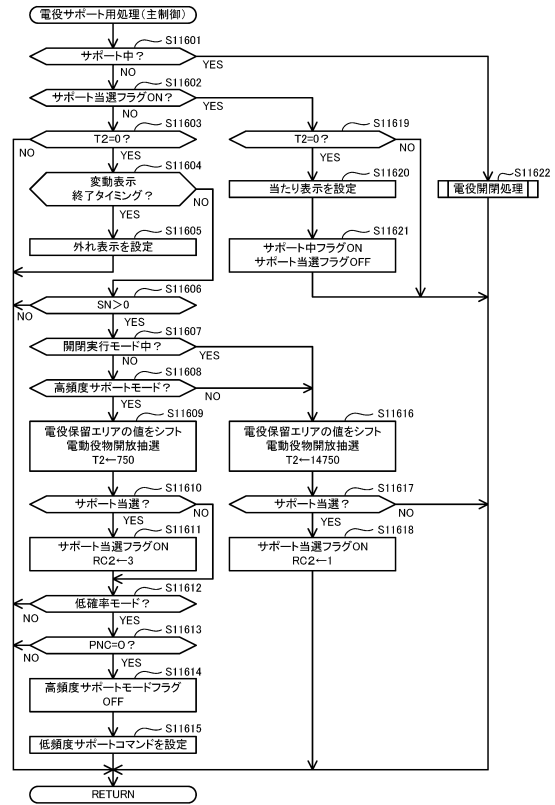 電役サポート用処理(主制御)
S11601
サポート中？
YES
NO
S11602
サポート当選フラグON？
YES
NO
S11603
T2=0？
NO
YES
S11604
変動表示
終了タイミング？
NO
YES
S11605
外れ表示を設定
S11606
SN＞0
NO
YES
S11607
開閉実行モード中？
YES
NO
S11608
高頻度サポートモード？
NO
YES
S11609
電役保留エリアの値をシフト
電動役物開放抽選
T2←750
S11610
サポート当選？
NO
YES
S11611
サポート当選フラグON
RC2←3
S11612
低確率モード？
NO
YES
S11613
PNC=0？
NO
YES
S11614
高頻度サポートモードフラグ
OFF
S11615
低頻度サポートコマンドを設定
RETURN
S11619
T2=0？
NO
YES
S11620
当たり表示を設定
S11621
サポート中フラグON
サポート当選フラグOFF
S11616
電役保留エリアの値をシフト
電動役物開放抽選
T2←14750
S11617
サポート当選？
NO
YES
S11618
サポート当選フラグON
RC2←1
S11622
電役開閉処理